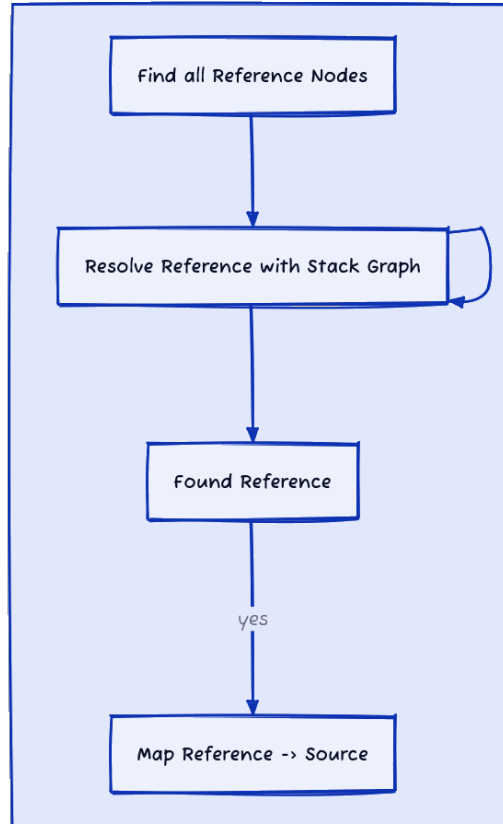 Find all Reference Nodes
Resolve Reference with Stack Graph
Found Reference
yes
Map Reference -> Source